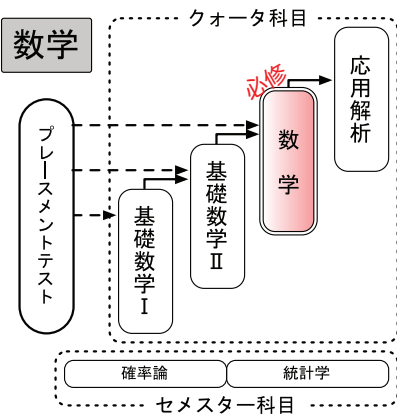 クォータ科目
数学
必修
応用解析
数学
プレースメントテスト
基礎数学Ⅱ
基礎数学Ⅰ
確率論
統計学
セメスター科目